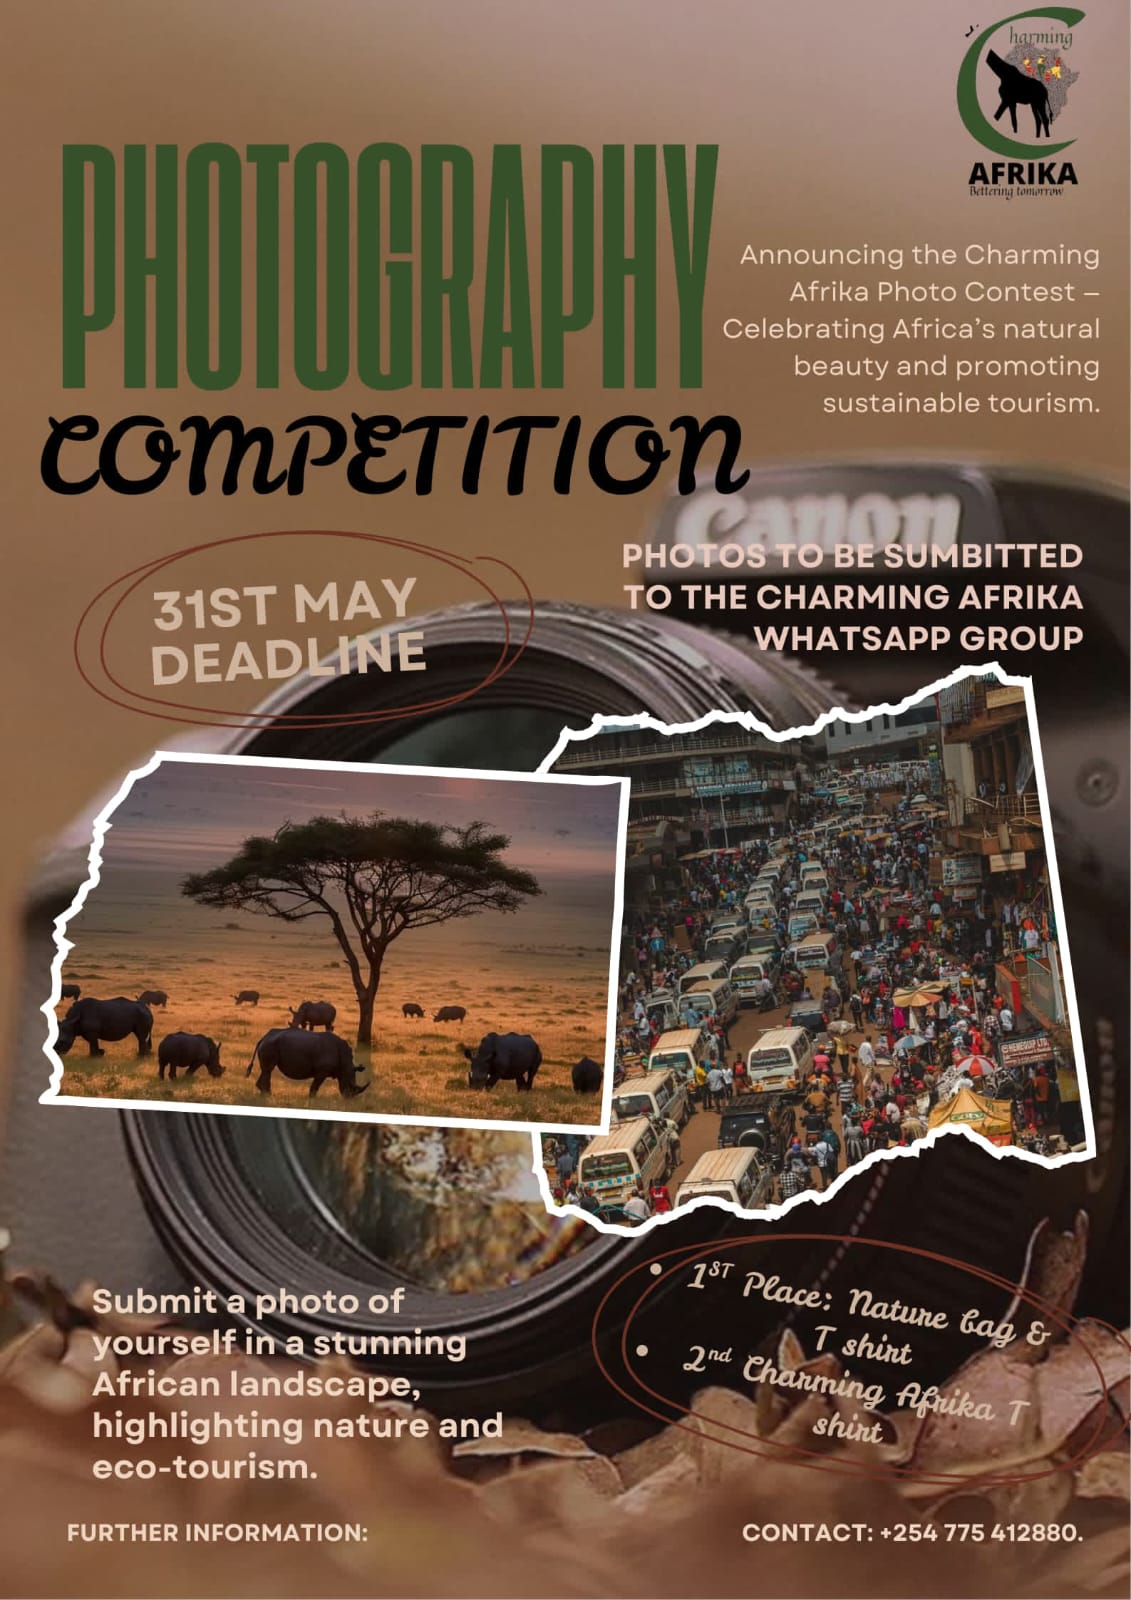 Charming
AFRIKA
Bettering tomorrow
PHOTOGRAPHY
COMPETITION
Announcing the Charming
Afrika Photo Contest –
Celebrating Africa’s natural
beauty and promoting
sustainable tourism.
Canon
31ST MAY
DEADLINE
PHOTOS TO BE SUMBITTED
TO THE CHARMING AFRIKA
WHATSAPP GROUP
Submit a photo of
yourself in a stunning
African landscape,
highlighting nature and
eco-tourism.
• 1ST Place: Nature bag &
T shirt
• 2nd Charming Afrika T
shirt
FURTHER INFORMATION:
CONTACT: +254 775 412880.